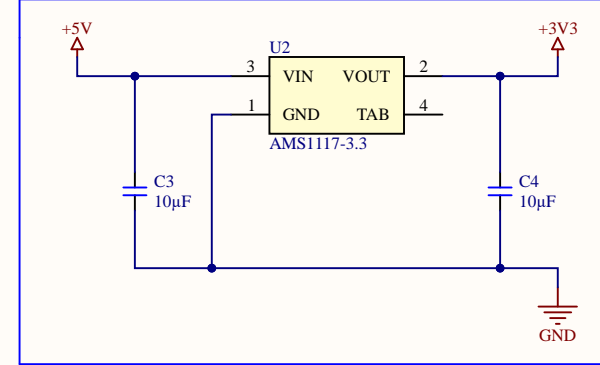 +5V
+3V3
U2
3 VIN VOUT 2
1 GND TAB 4
AMS1117-3.3
C3
10µF
C4
10µF
GND